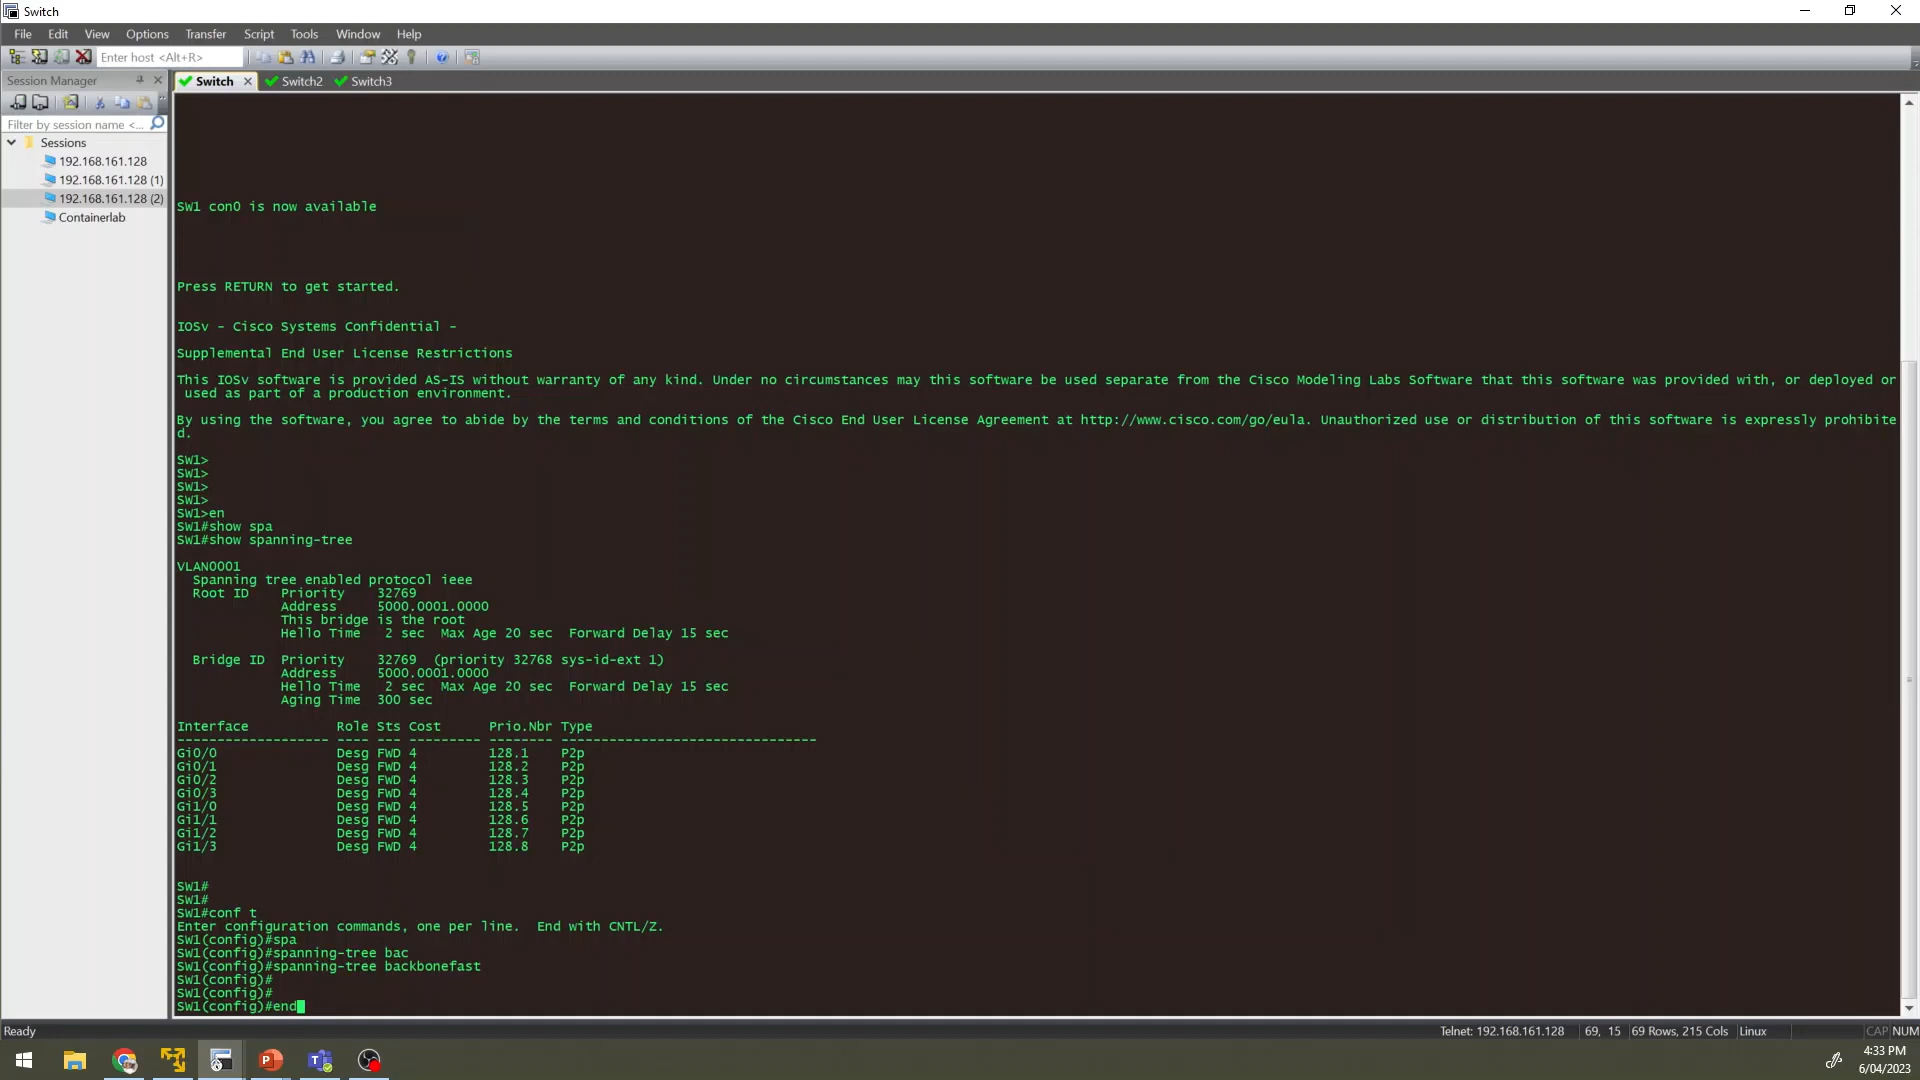 Switch
File Edit View Options Transfer Script Tools Window Help
Enter host <Alt+R>
Session Manager
Switch Switch2 Switch3
Filter by session name <...
Sessions
192.168.161.128
192.168.161.128 (1)
192.168.161.128 (2)
Containerlab
SW1 con0 is now available
Press RETURN to get started.
IOSv - Cisco Systems Confidential -
Supplemental End User License Restrictions
This IOSv software is provided AS-IS without warranty of any kind. Under no circumstances may this software be used separate from the Cisco Modeling Labs Software that this software was provided with, or deployed or
used as part of a production environment.
By using the software, you agree to abide by the terms and conditions of the Cisco End User License Agreement at http://www.cisco.com/go/eula. Unauthorized use or distribution of this software is expressly prohibite
d.
SW1>
SW1>
SW1>
SW1>
SW1>en
SW1#show spa
SW1#show spanning-tree
VLAN0001
Spanning tree enabled protocol ieee
Root ID Priority 32769
Address 5000.0001.0000
This bridge is the root
Hello Time 2 sec Max Age 20 sec Forward Delay 15 sec
Bridge ID Priority 32769 (priority 32768 sys-id-ext 1)
Address 5000.0001.0000
Hello Time 2 sec Max Age 20 sec Forward Delay 15 sec
Aging Time 300 sec
Interface Role Sts Cost Prio.Nbr Type
------------------- ---- --- --------- -------- --------------------------------
Gi0/0 Desg FWD 4 128.1 P2p
Gi0/1 Desg FWD 4 128.2 P2p
Gi0/2 Desg FWD 4 128.3 P2p
Gi0/3 Desg FWD 4 128.4 P2p
Gi1/0 Desg FWD 4 128.5 P2p
Gi1/1 Desg FWD 4 128.6 P2p
Gi1/2 Desg FWD 4 128.7 P2p
Gi1/3 Desg FWD 4 128.8 P2p
SW1#
SW1#
SW1#conf t
Enter configuration commands, one per line. End with CNTL/Z.
SW1(config)#spa
SW1(config)#spanning-tree bac
SW1(config)#spanning-tree backbonefast
SW1(config)#
SW1(config)#
SW1(config)#end
Ready Telnet: 192.168.161.128 69, 15 69 Rows, 215 Cols Linux CAP NUM
4:33 PM
6/04/2023